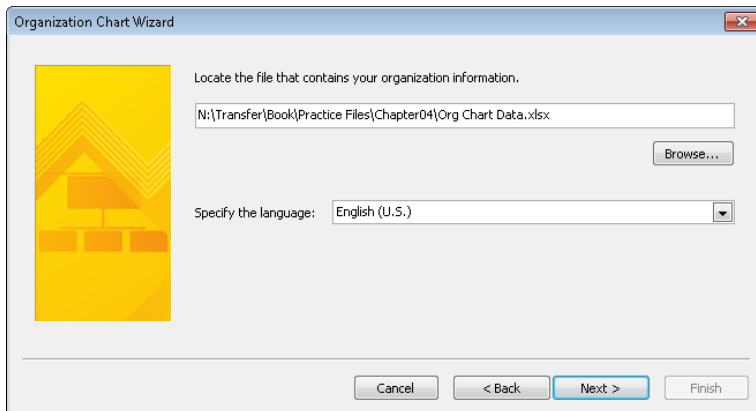 Organization Chart Wizard
Locate the file that contains your organization information.
N:\Transfer\Book\Practice Files\Chapter04\Org Chart Data.xlsx
Browse...
Specify the language: English (U.S.)
Cancel < Back Next > Finish